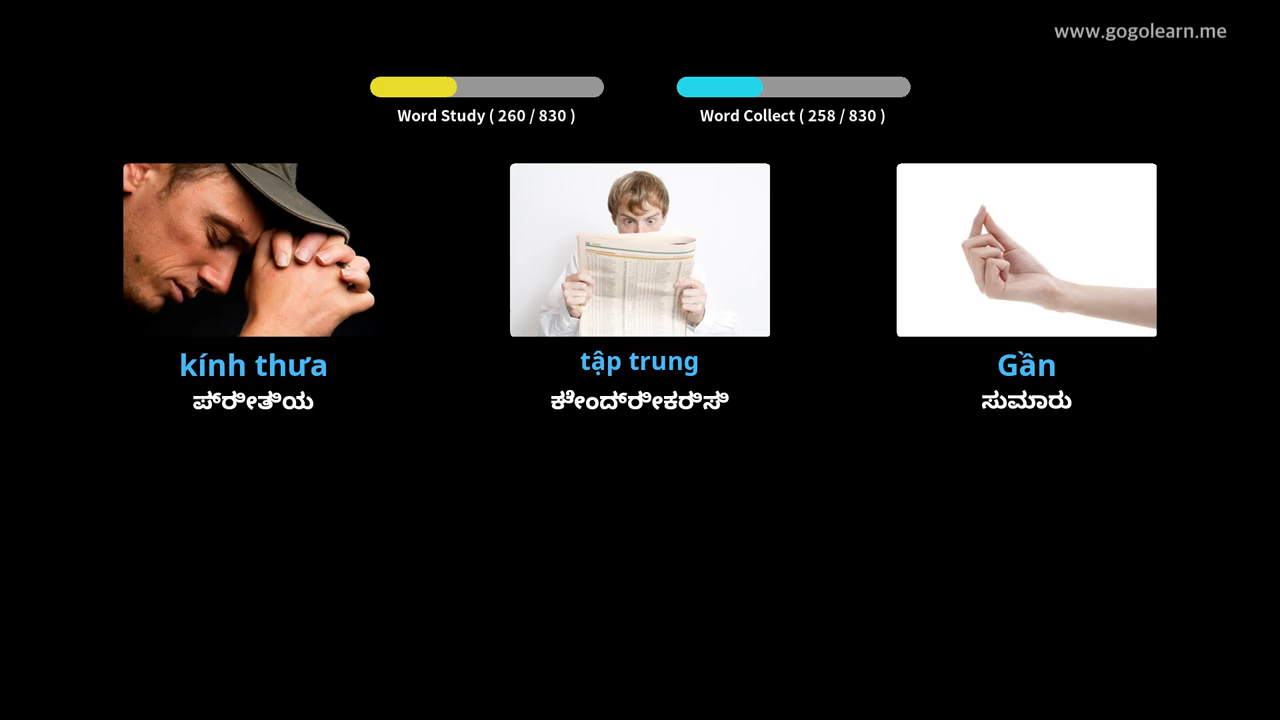 www.gogolearn.me
Word Study ( 260 / 830 )
Word Collect ( 258 / 830 )
kính thưa
tập trung
Gần
ಪ್ರೀತಿಯ
ಕೇಂದ್ರೀಕರಿಸಿ
ಸುಮಾರು